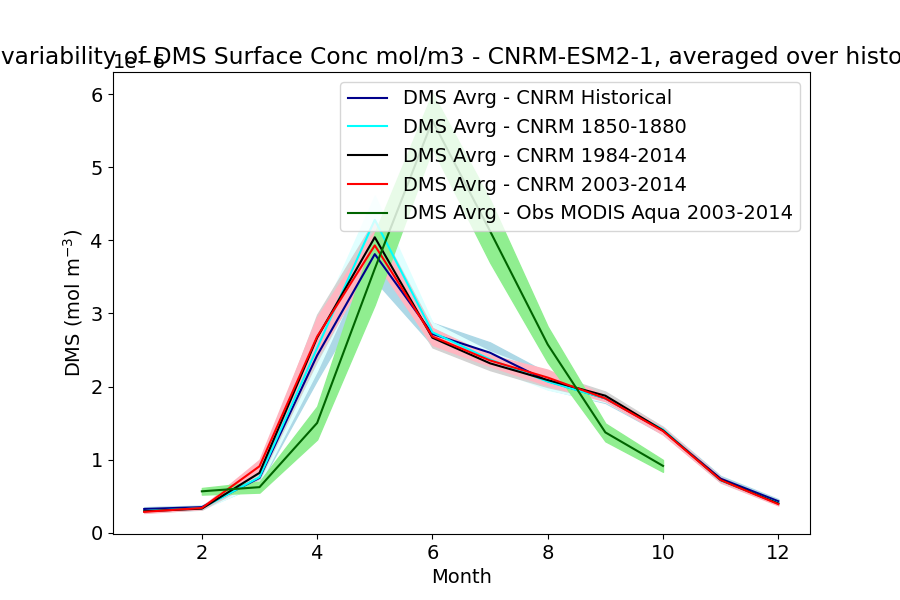 variability of DMS Surface Conc mol/m3 - CNRM-ESM2-1, averaged over histo
1e−6
DMS Avrg - CNRM Historical
DMS Avrg - CNRM 1850-1880
DMS Avrg - CNRM 1984-2014
DMS Avrg - CNRM 2003-2014
DMS Avrg - Obs MODIS Aqua 2003-2014
6
5
4
3
2
1
0
DMS (mol m⁻³)
2 4 6 8 10 12
Month